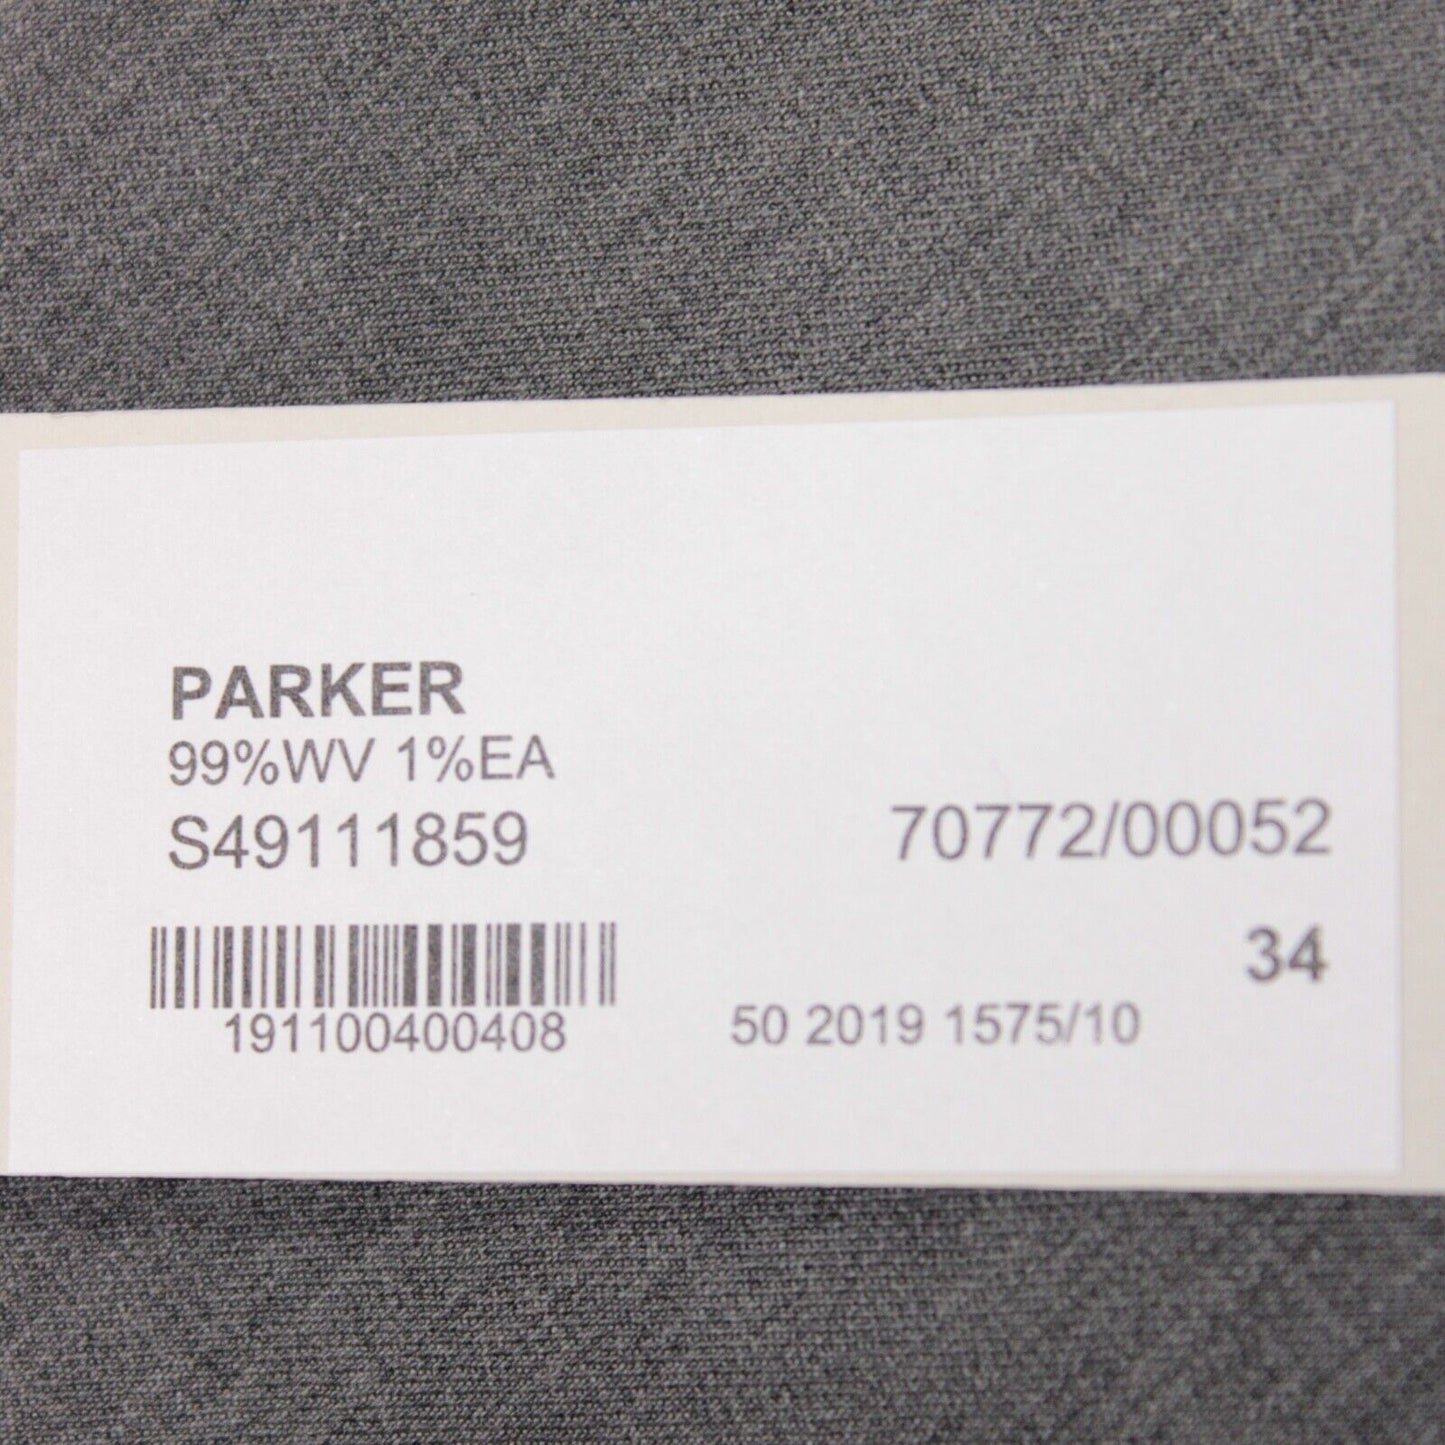 PARKER
99%WV 1%EA
S49111859
70772/00052
34
191100400408
50 2019 1575/10